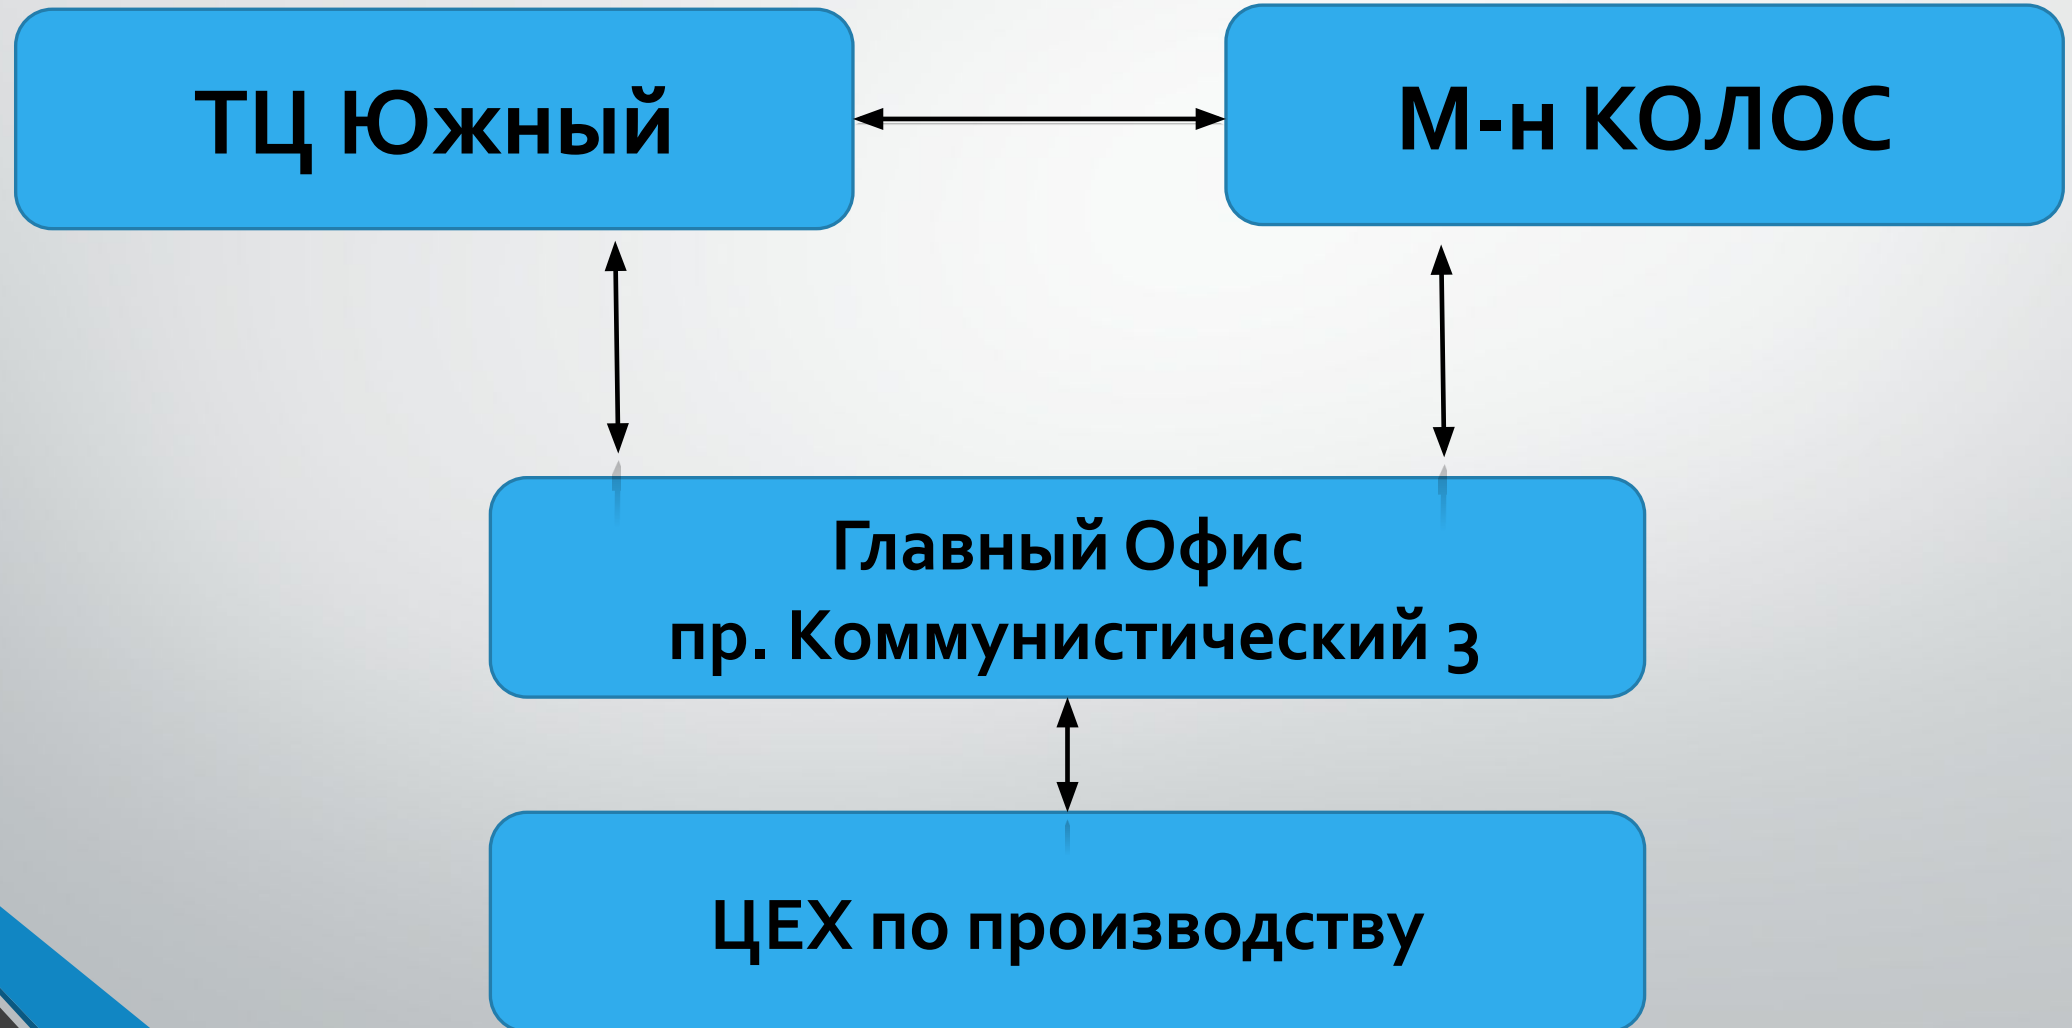 ТЦ Южный
М-н КОЛОС
Главный Офис
пр. Коммунистический 3
ЦЕХ по производству